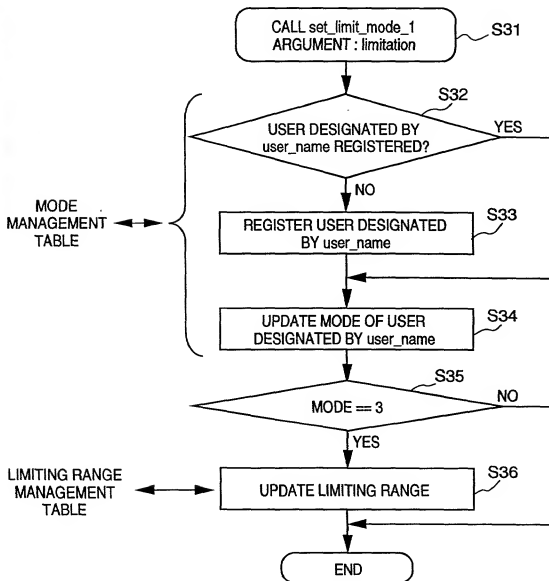 CALL set_limit_mode_1
ARGUMENT : limitation
S31
S32
USER DESIGNATED BY
user_name REGISTERED?
YES
NO
MODE
MANAGEMENT
TABLE
REGISTER USER DESIGNATED
BY user_name
S33
UPDATE MODE OF USER
DESIGNATED BY user_name
S34
S35
MODE == 3
NO
YES
LIMITING RANGE
MANAGEMENT
TABLE
UPDATE LIMITING RANGE
S36
END